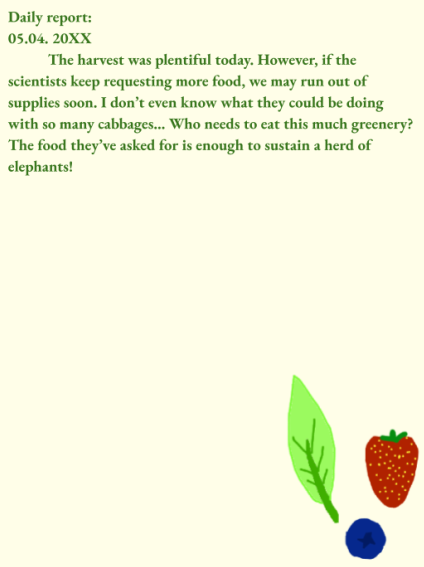 Daily report:
05.04. 20XX
The harvest was plentiful today. However, if the
scientists keep requesting more food, we may run out of
supplies soon. I don’t even know what they could be doing
with so many cabbages... Who needs to eat this much greenery?
The food they’ve asked for is enough to sustain a herd of
elephants!